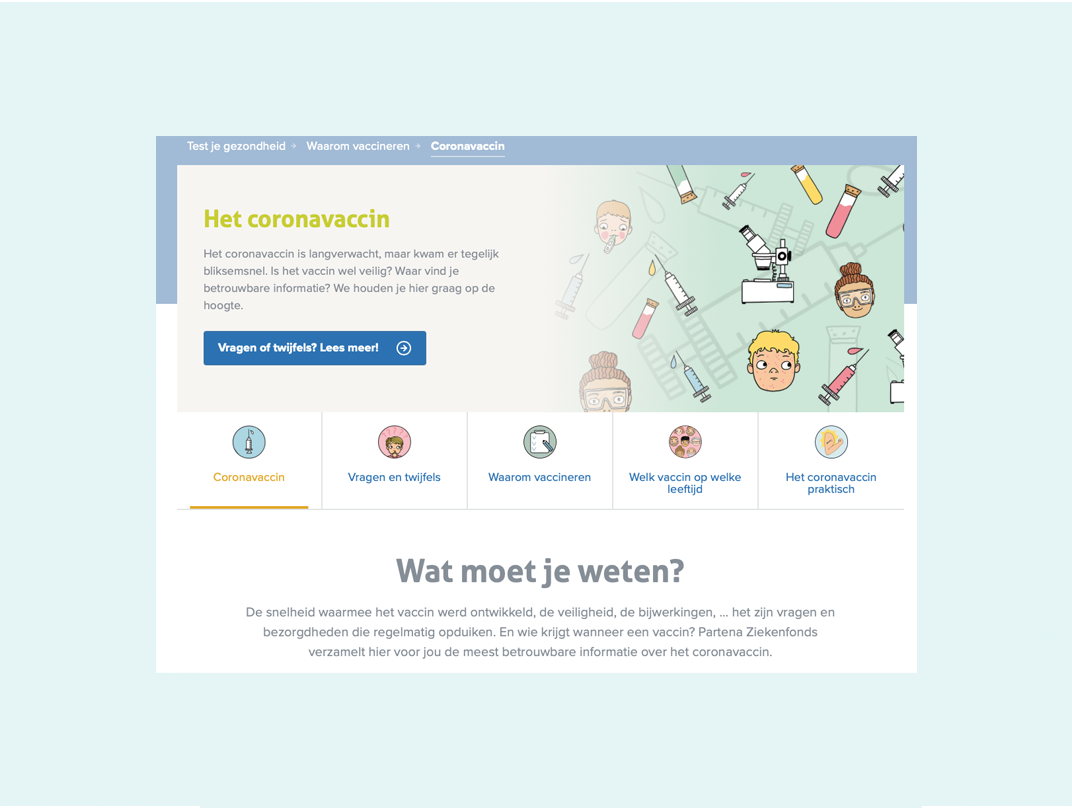 Test je gezondheid Waarom vaccineren Coronavaccin
Het coronavaccin
Het coronavaccin is langverwacht, maar kwam er tegelijk
bliksemsnel. Is het vaccin wel veilig? Waar vind je
betrouwbare informatie? We houden je hier graag op de
hoogte.
Vragen of twijfels? Lees meer!
Coronavaccin
Vragen en twijfels
Waarom vaccineren
Welk vaccin op welke
leeftijd
Het coronavaccin
praktisch
Wat moet je weten?
De snelheid waarmee het vaccin werd ontwikkeld, de veiligheid, de bijwerkingen, ... het zijn vragen en
bezorgdheden die regelmatig opduiken. En wie krijgt wanneer een vaccin? Partena Ziekenfonds
verzamelt hier voor jou de meest betrouwbare informatie over het coronavaccin.